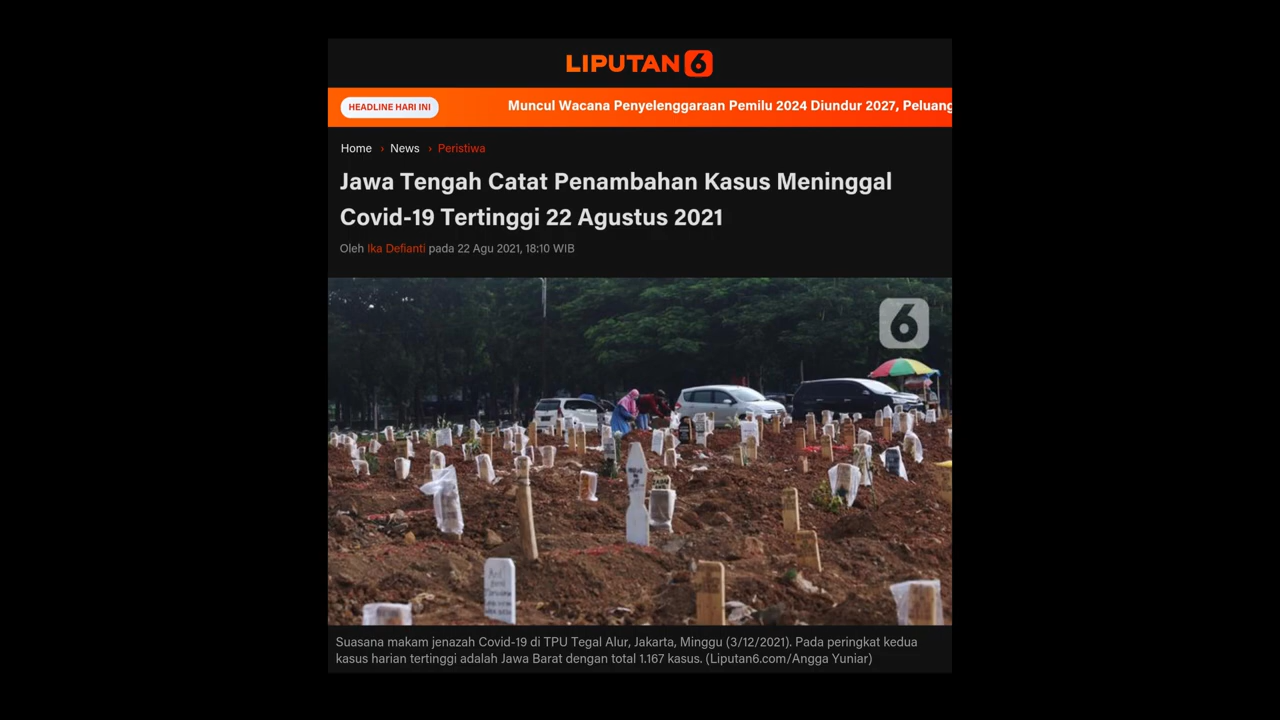 LIPUTAN6
HEADLINE HARI INI
Muncul Wacana Penyelenggaraan Pemilu 2024 Diundur 2027, Peluang
Home › News › Peristiwa
Jawa Tengah Catat Penambahan Kasus Meninggal
Covid-19 Tertinggi 22 Agustus 2021
Oleh Ika Defianti pada 22 Agu 2021, 18:10 WIB
6
Suasana makam jenazah Covid-19 di TPU Tegal Alur, Jakarta, Minggu (3/12/2021). Pada peringkat kedua
kasus harian tertinggi adalah Jawa Barat dengan total 1.167 kasus. (Liputan6.com/Angga Yuniar)